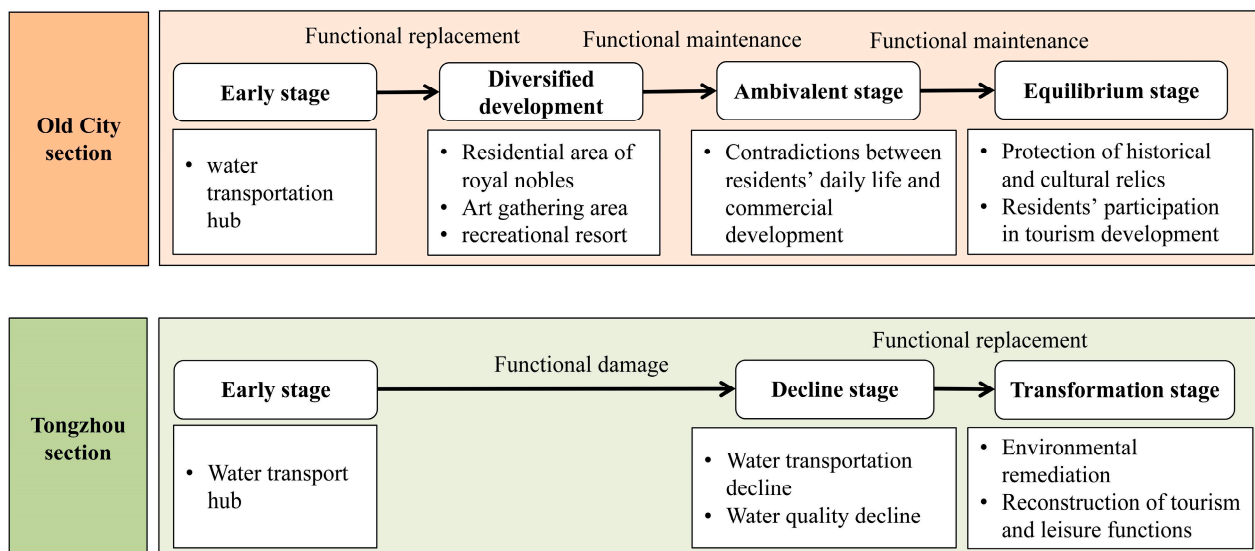 Old City
section
Functional replacement
Functional maintenance
Functional maintenance
Early stage
Diversified
development
Ambivalent stage
Equilibrium stage
• water
transportation
hub
• Residential area of
royal nobles
• Art gathering area
• recreational resort
• Contradictions between
residents’ daily life and
commercial
development
• Protection of historical
and cultural relics
• Residents’ participation
in tourism development
Tongzhou
section
Functional damage
Functional replacement
Early stage
Decline stage
Transformation stage
• Water transport
hub
• Water transportation
decline
• Water quality decline
• Environmental
remediation
• Reconstruction of tourism
and leisure functions